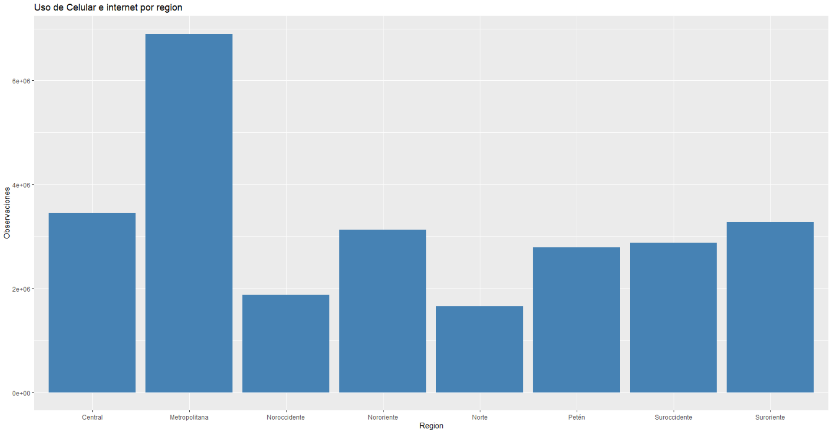 Uso de Celular e internet por region
Observaciones
6e+06
4e+06
2e+06
0e+00
Central
Metropolitana
Noroccidente
Nororiente
Norte
Petén
Suroccidente
Suroriente
Region